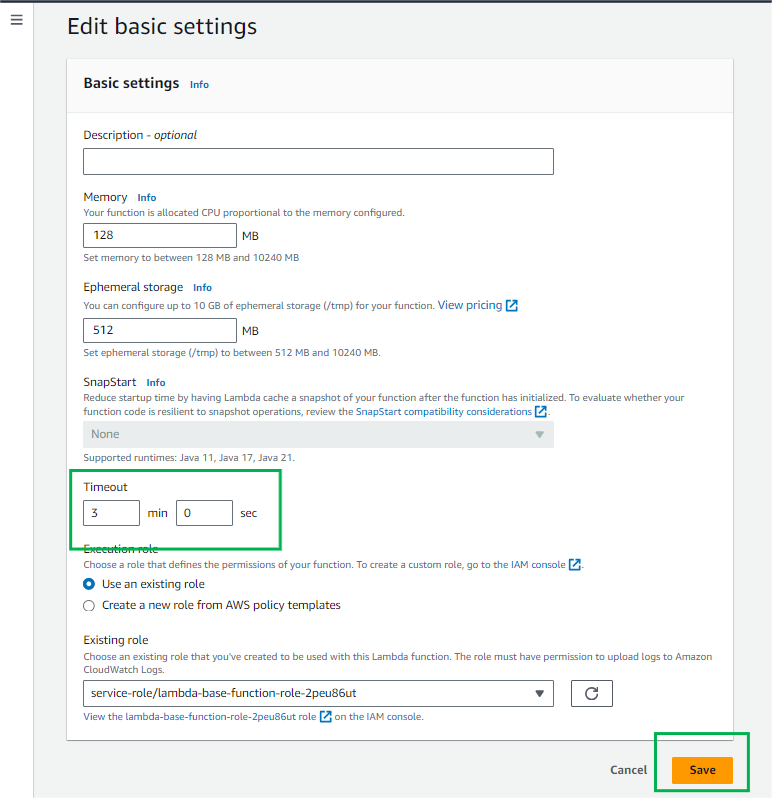 Edit basic settings
Basic settings Info
Description - optional
Memory Info
Your function is allocated CPU proportional to the memory configured.
128 MB
Set memory to between 128 MB and 10240 MB
Ephemeral storage Info
You can configure up to 10 GB of ephemeral storage (/tmp) for your function. View pricing
512 MB
Set ephemeral storage (/tmp) to between 512 MB and 10240 MB.
SnapStart Info
Reduce startup time by having Lambda cache a snapshot of your function after the function has initialized. To evaluate whether your
function code is resilient to snapshot operations, review the SnapStart compatibility considerations.
None
Supported runtimes: Java 11, Java 17, Java 21.
Timeout
3 min 0 sec
Execution role
Choose a role that defines the permissions of your function. To create a custom role, go to the IAM console.
Use an existing role
Create a new role from AWS policy templates
Existing role
Choose an existing role that you've created to be used with this Lambda function. The role must have permission to upload logs to Amazon
CloudWatch Logs.
service-role/lambda-base-function-role-2peu86ut
View the lambda-base-function-role-2peu86ut role on the IAM console.
Cancel Save